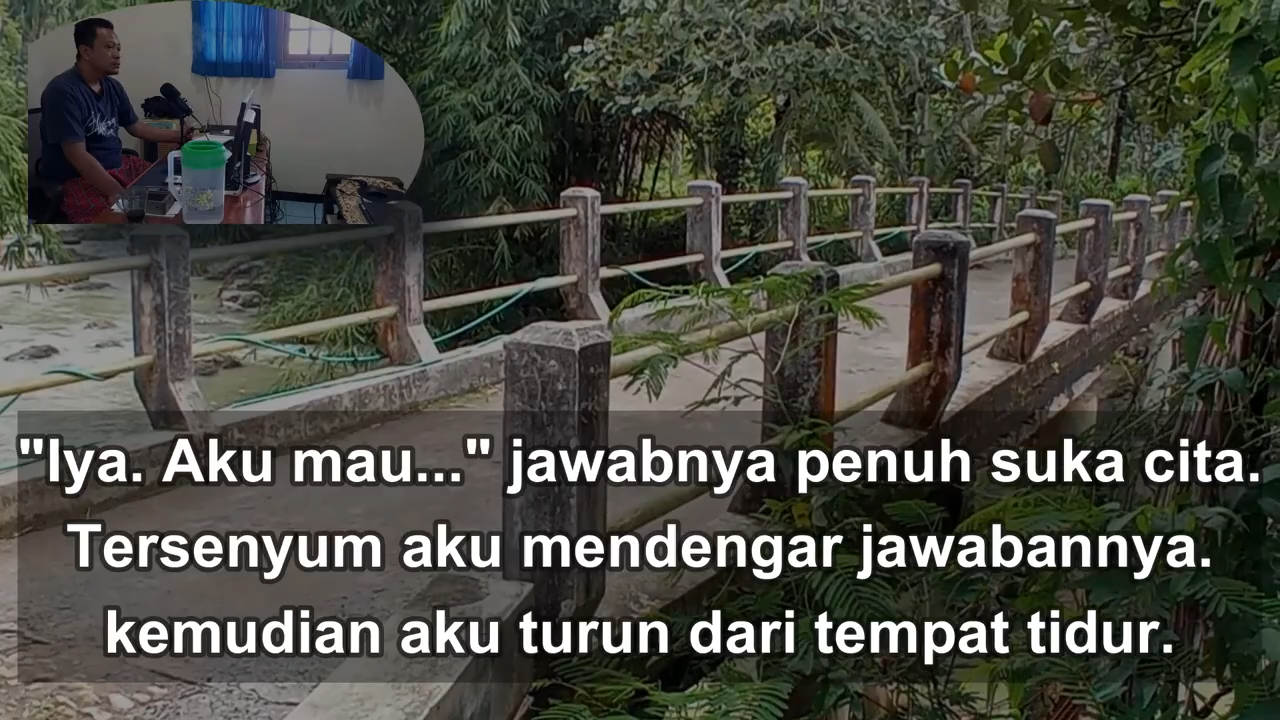 "Iya. Aku mau..." jawabnya penuh suka cita.
Tersenyum aku mendengar jawabannya.
kemudian aku turun dari tempat tidur.